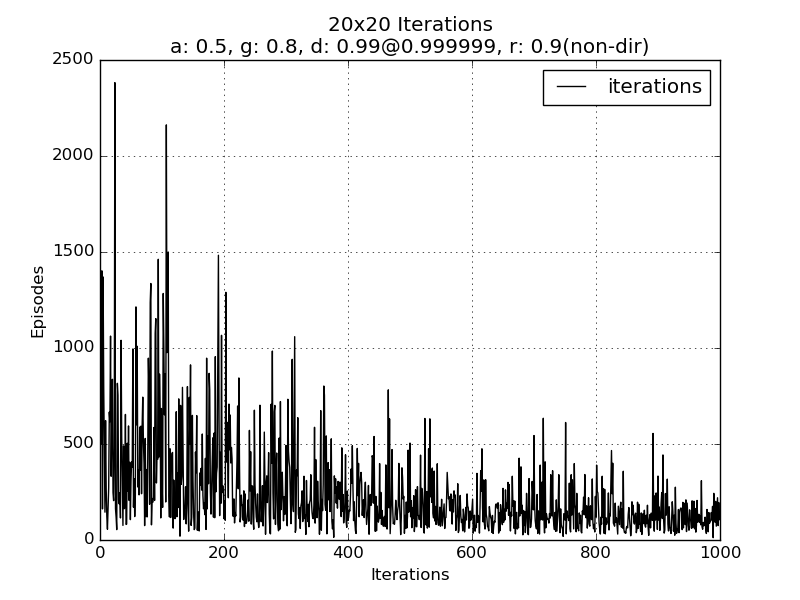 20x20 Iterations
a: 0.5, g: 0.8, d: 0.99@0.999999, r: 0.9(non-dir)
iterations
2500
2000
1500
1000
500
0
Episodes
0 200 400 600 800 1000
Iterations